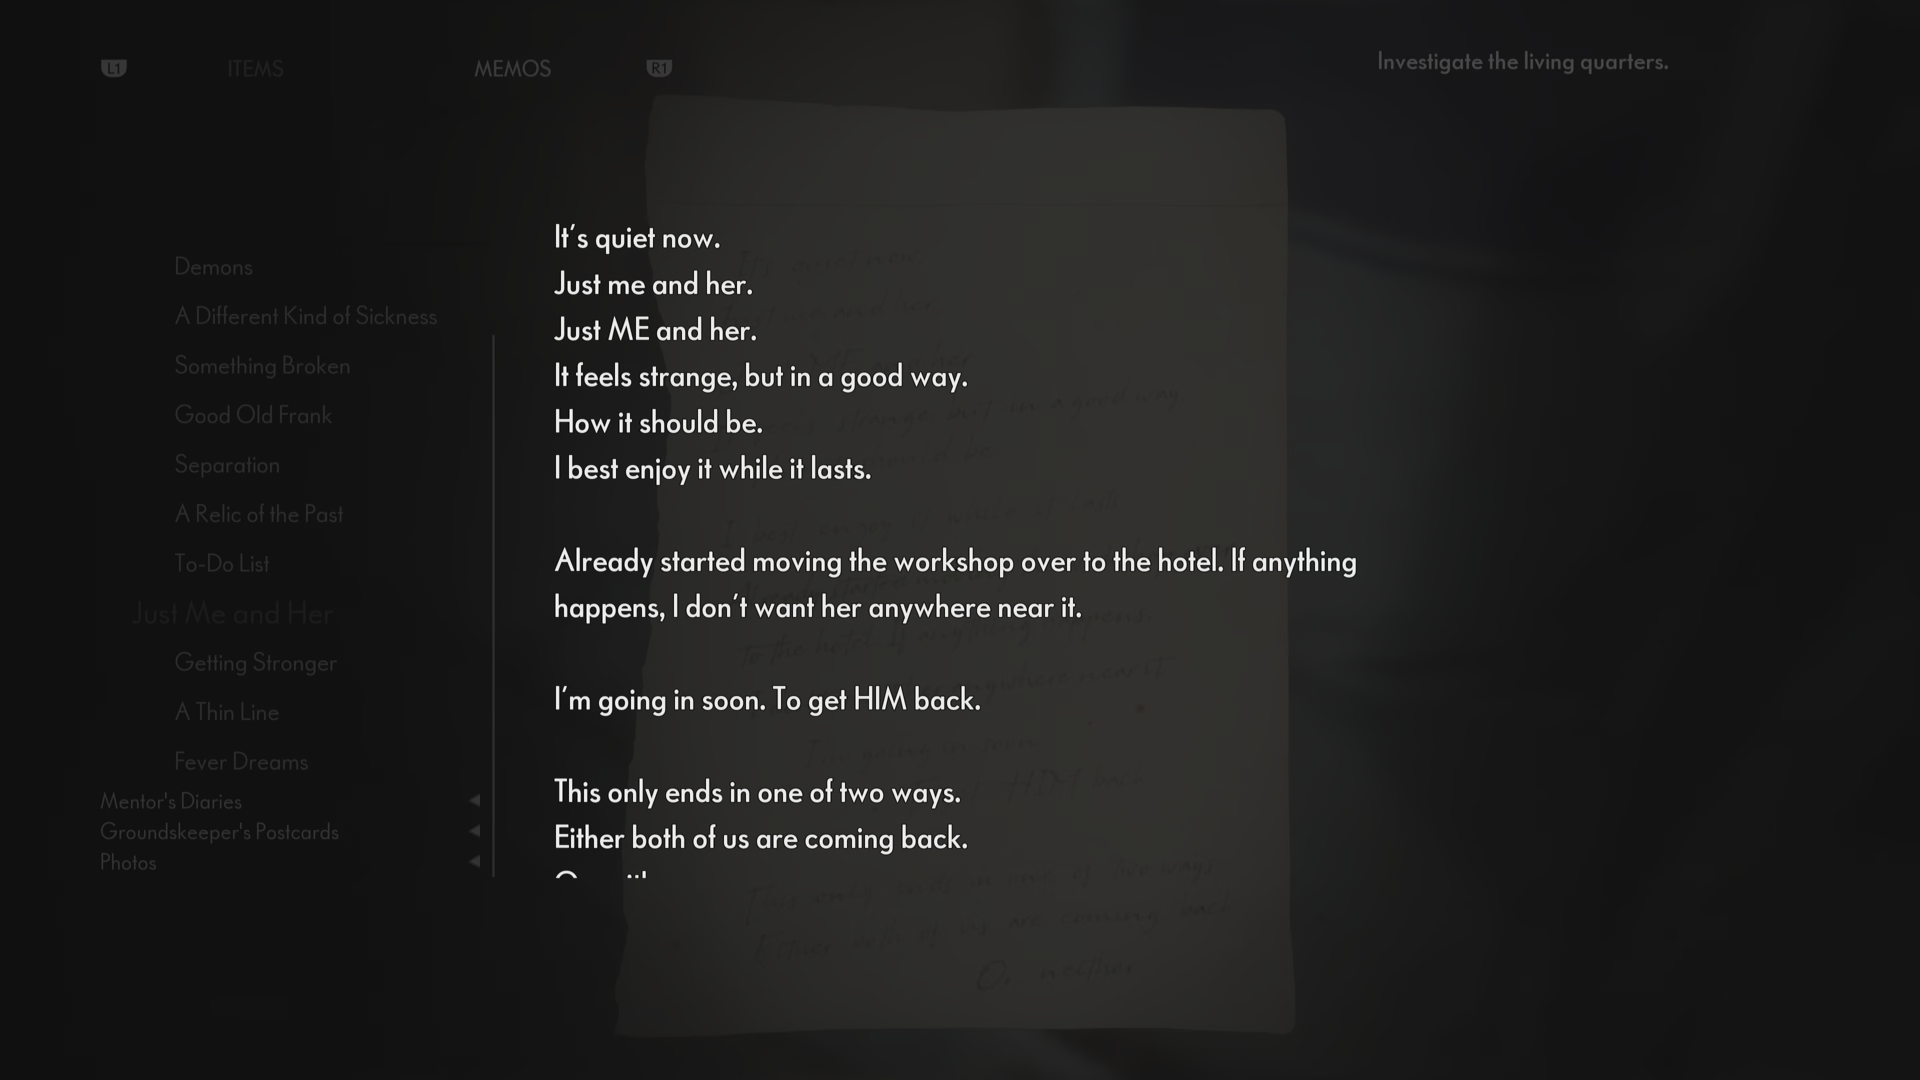 L1
ITEMS
MEMOS
R1
Investigate the living quarters.
Demons
A Different Kind of Sickness
Something Broken
Good Old Frank
Separation
A Relic of the Past
To-Do List
Just Me and Her
Getting Stronger
A Thin Line
Fever Dreams
Mentor's Diaries
Groundskeeper's Postcards
Photos
It's quiet now.
Just me and her.
Just ME and her.
It feels strange, but in a good way.
How it should be.
I best enjoy it while it lasts.
Already started moving the workshop over to the hotel. If anything
happens, I don't want her anywhere near it.
I'm going in soon. To get HIM back.
This only ends in one of two ways.
Either both of us are coming back.